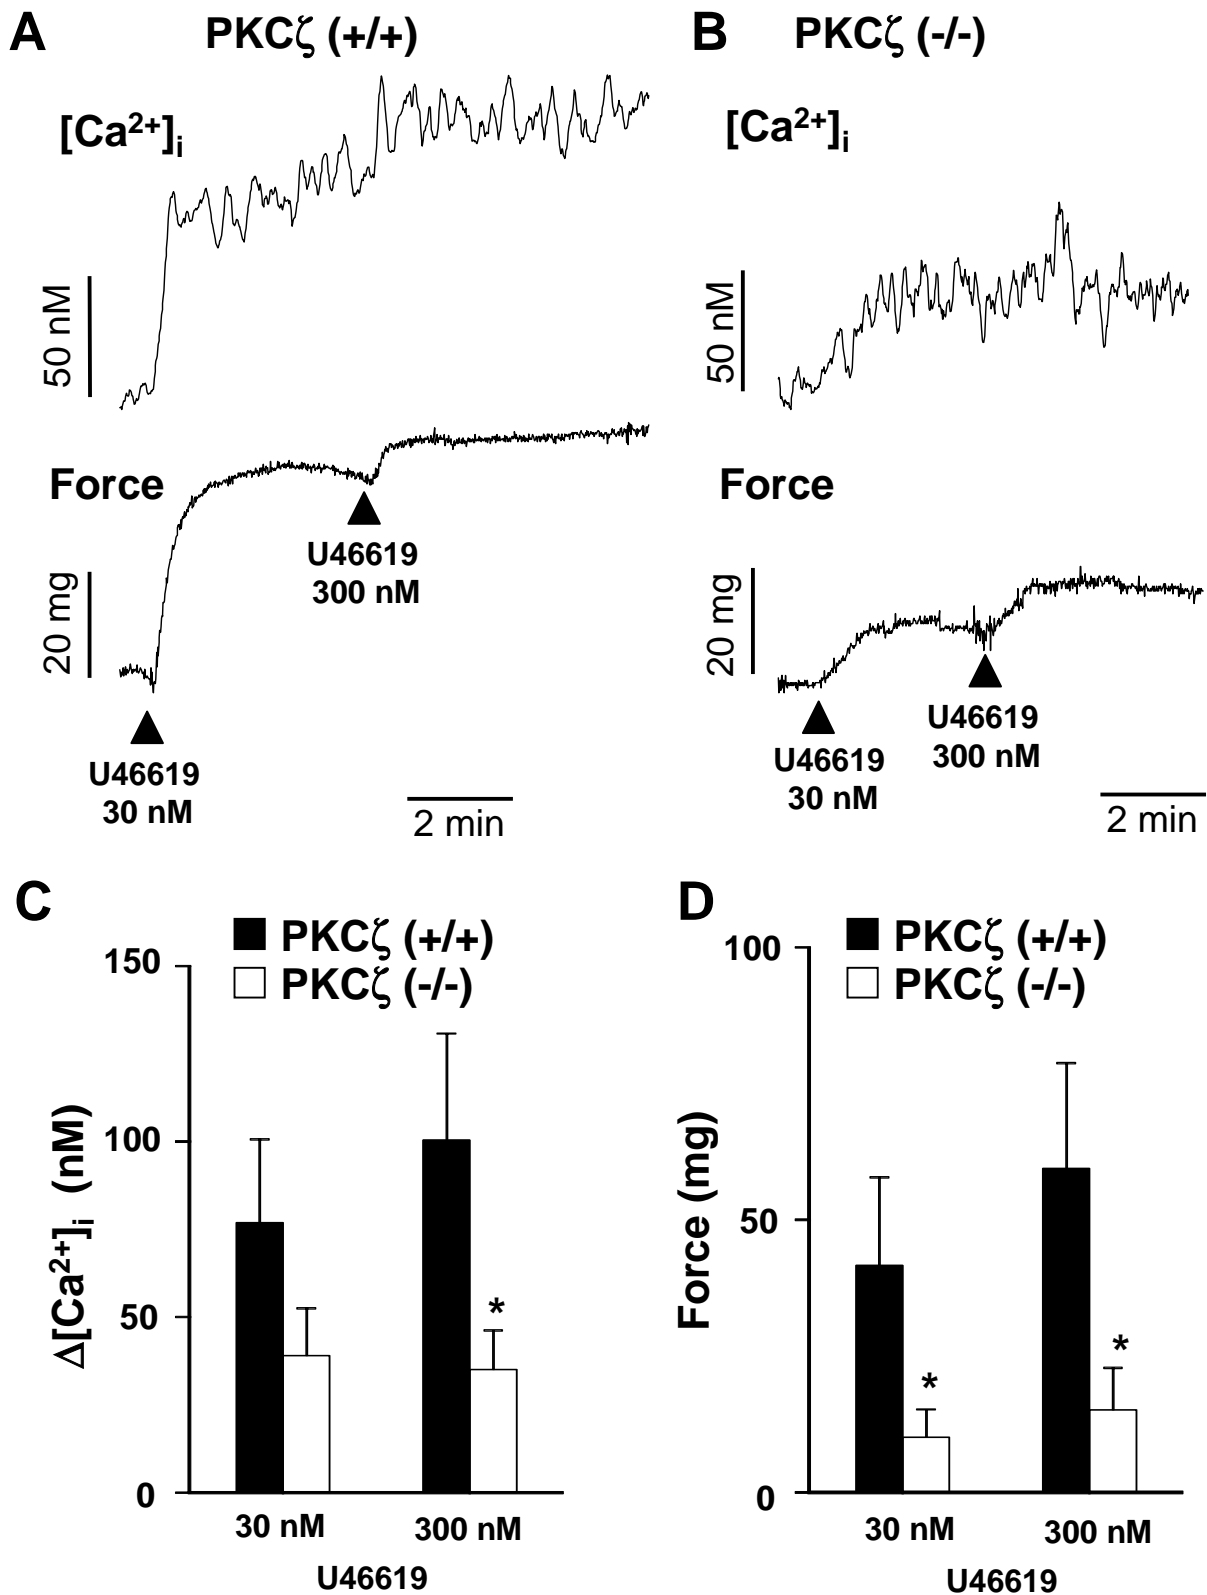 A
PKCζ (+/+)
[Ca²⁺]ᵢ
50 nM
Force
20 mg
U46619
300 nM
U46619
30 nM
2 min
B
PKCζ (-/-)
[Ca²⁺]ᵢ
50 nM
Force
20 mg
U46619
300 nM
U46619
30 nM
2 min
C
PKCζ (+/+)
PKCζ (-/-)
Δ[Ca²⁺]ᵢ (nM)
150
100
50
0
30 nM
300 nM
U46619
D
PKCζ (+/+)
PKCζ (-/-)
Force (mg)
100
50
0
*
*
*
30 nM
300 nM
U46619